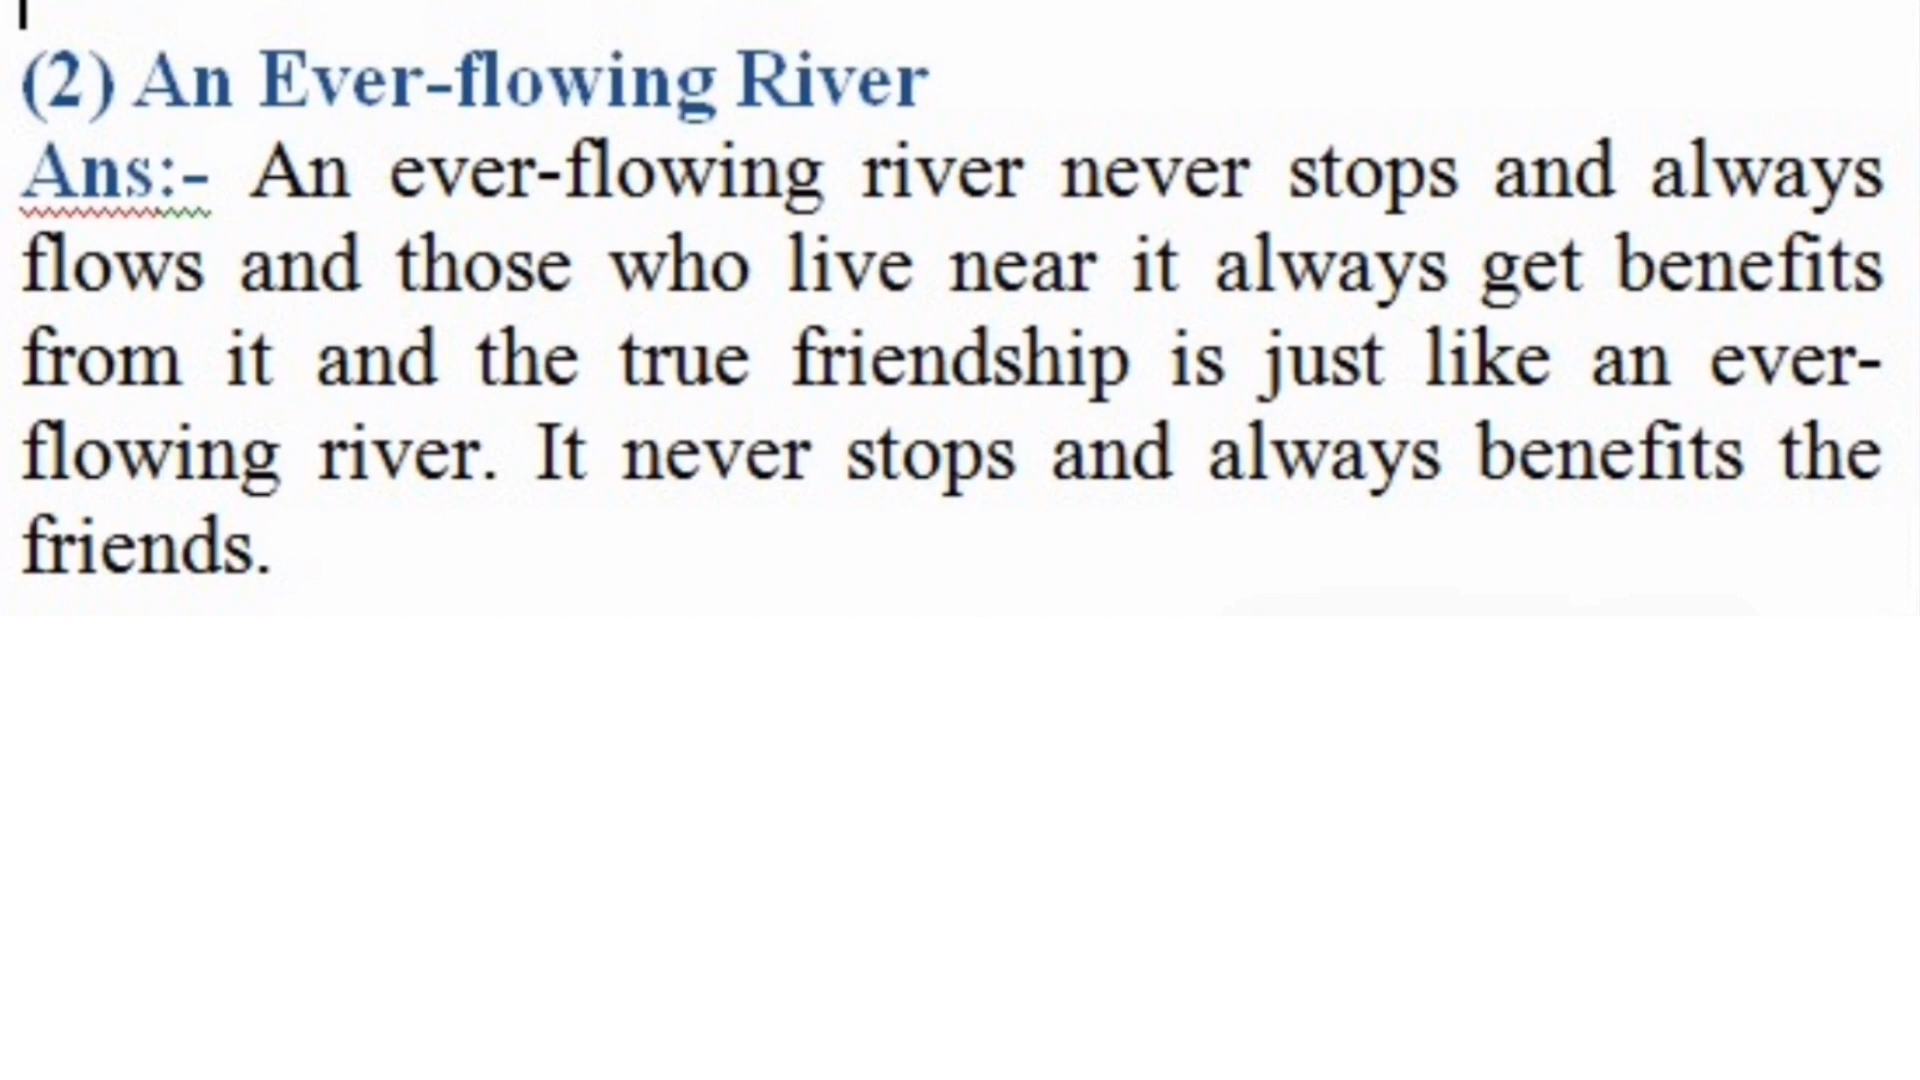 (2) An Ever-flowing River
Ans:- An ever-flowing river never stops and always
flows and those who live near it always get benefits
from it and the true friendship is just like an ever-
flowing river. It never stops and always benefits the
friends.